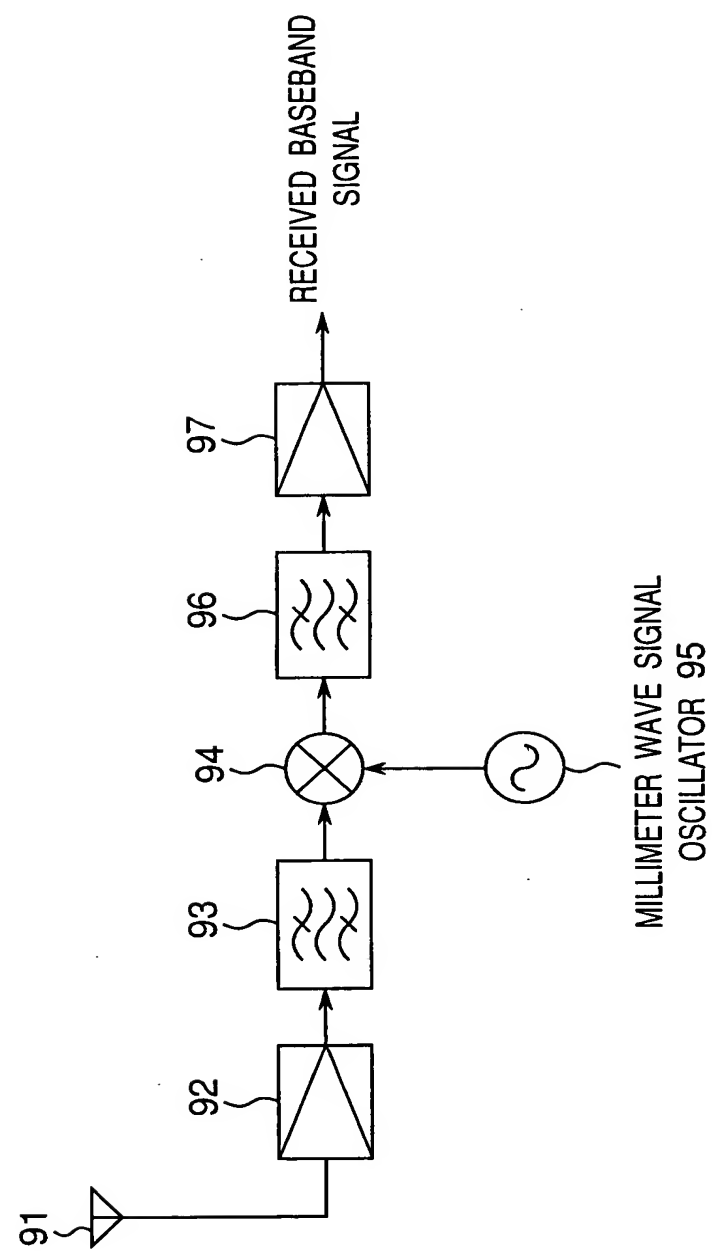 91
92
93
94
96
97
RECEIVED BASEBAND
SIGNAL
MILLIMETER WAVE SIGNAL
OSCILLATOR 95